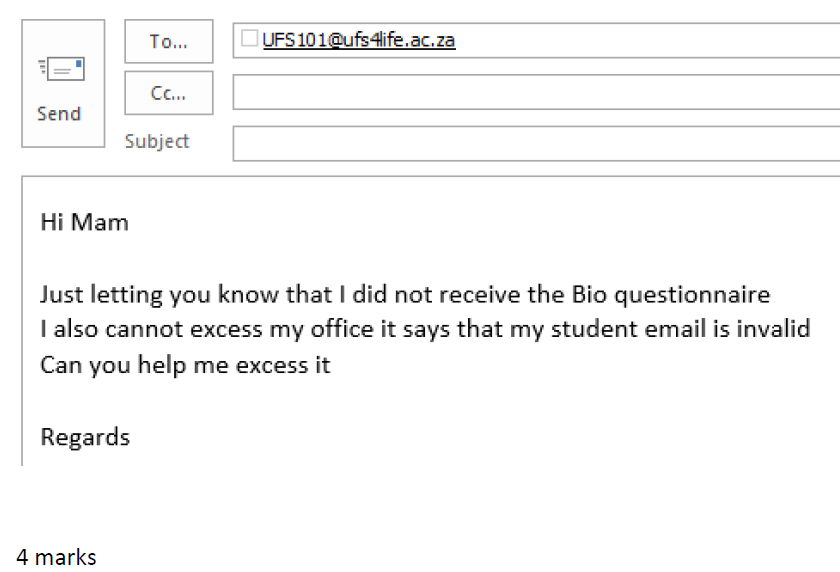 To...
UFS101@ufs4life.ac.za
Cc...
Send
Subject
Hi Mam
Just letting you know that I did not receive the Bio questionnaire
I also cannot excess my office it says that my student email is invalid
Can you help me excess it
Regards
4 marks